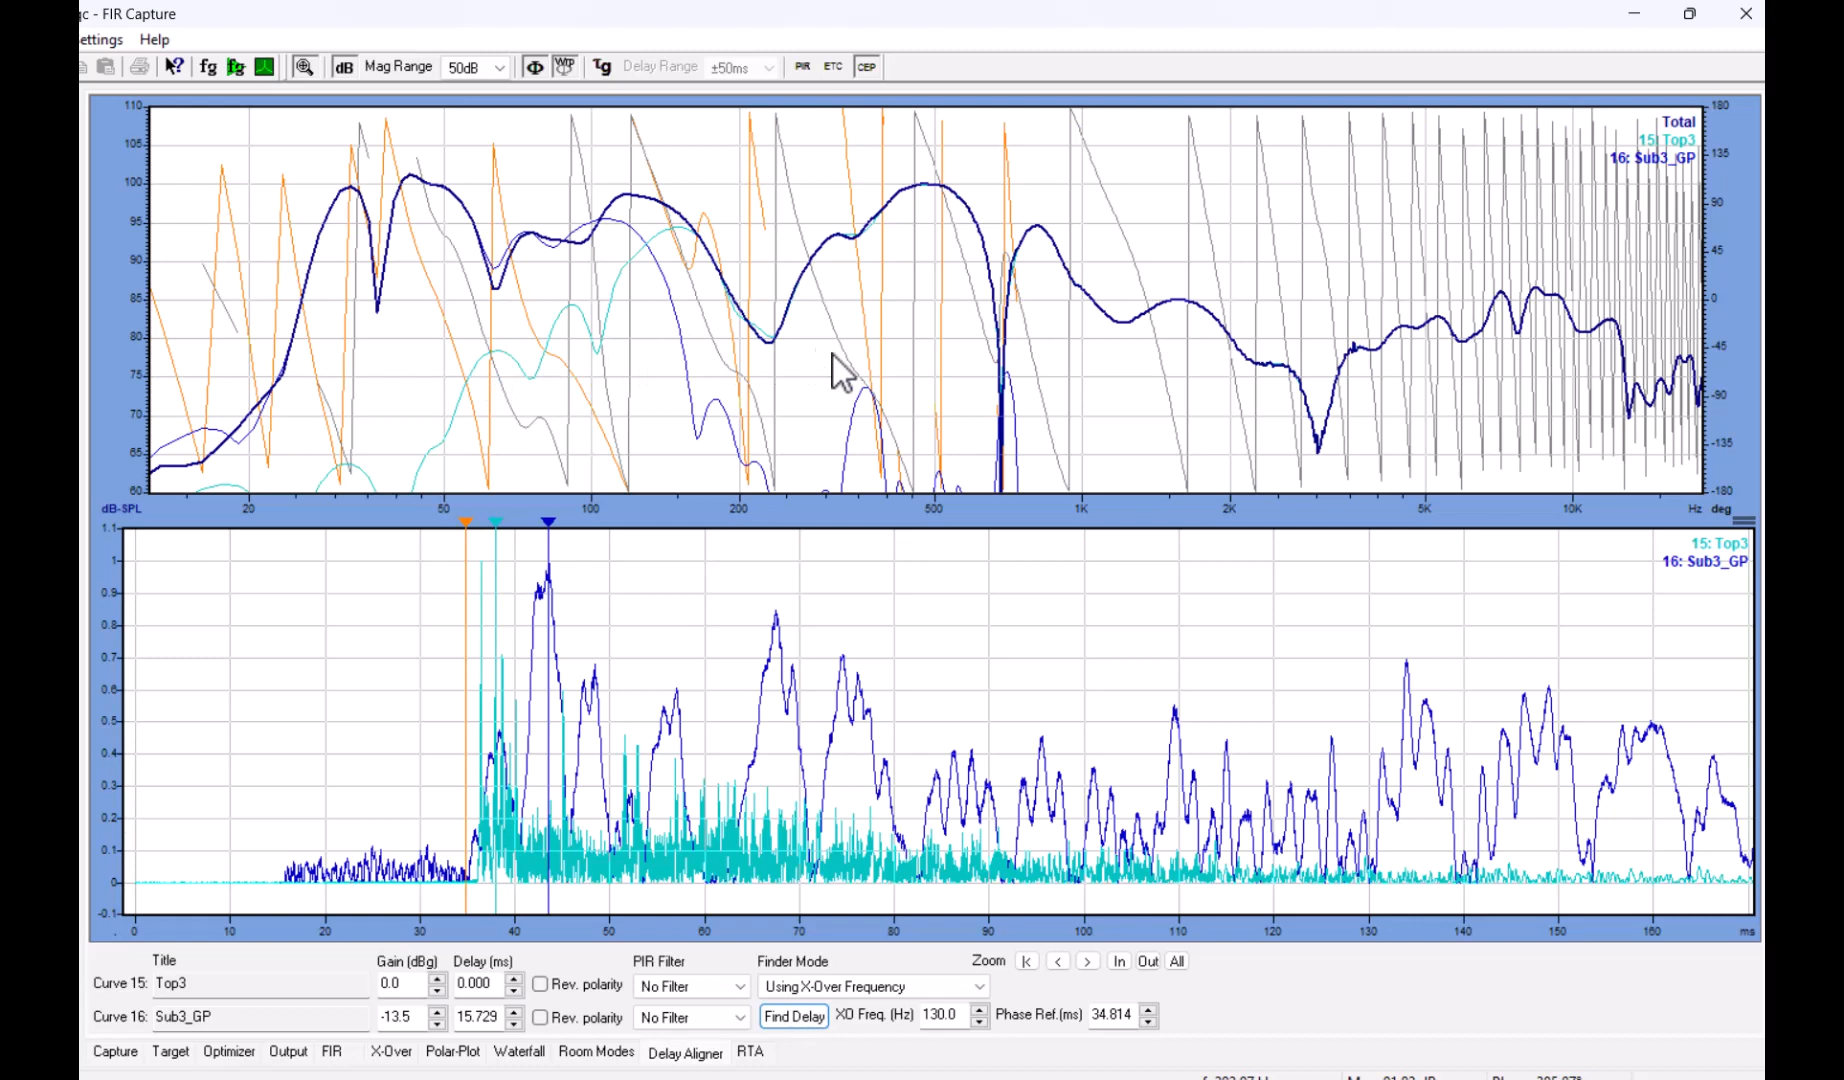 qc - FIR Capture
ettings Help
fg fg dB Mag Range 50dB Φ Wrp Tg Delay Range ±50ms PIR ETC CEP
110 105 100 95 90 85 80 75 70 65 60
180 135 90 45 0 -45 -90 -135 -180
Total
15: Top3
16: Sub3_GP
dB-SPL 20 50 100 200 500 1K 2K 5K 10K Hz deg
1.1 1 0.9 0.8 0.7 0.6 0.5 0.4 0.3 0.2 0.1 0 -0.1
15: Top3
16: Sub3_GP
0 10 20 30 40 50 60 70 80 90 100 110 120 130 140 150 160 ms
Title Gain (dBg) Delay (ms) PIR Filter Finder Mode Zoom |< < > In Out All
Curve 15: Top3 0.0 0.000 Rev. polarity No Filter Using X-Over Frequency
Curve 16: Sub3_GP -13.5 15.729 Rev. polarity No Filter Find Delay XO Freq. (Hz) 130.0 Phase Ref.(ms) 34.814
Capture Target Optimizer Output FIR X-Over Polar-Plot Waterfall Room Modes Delay Aligner RTA